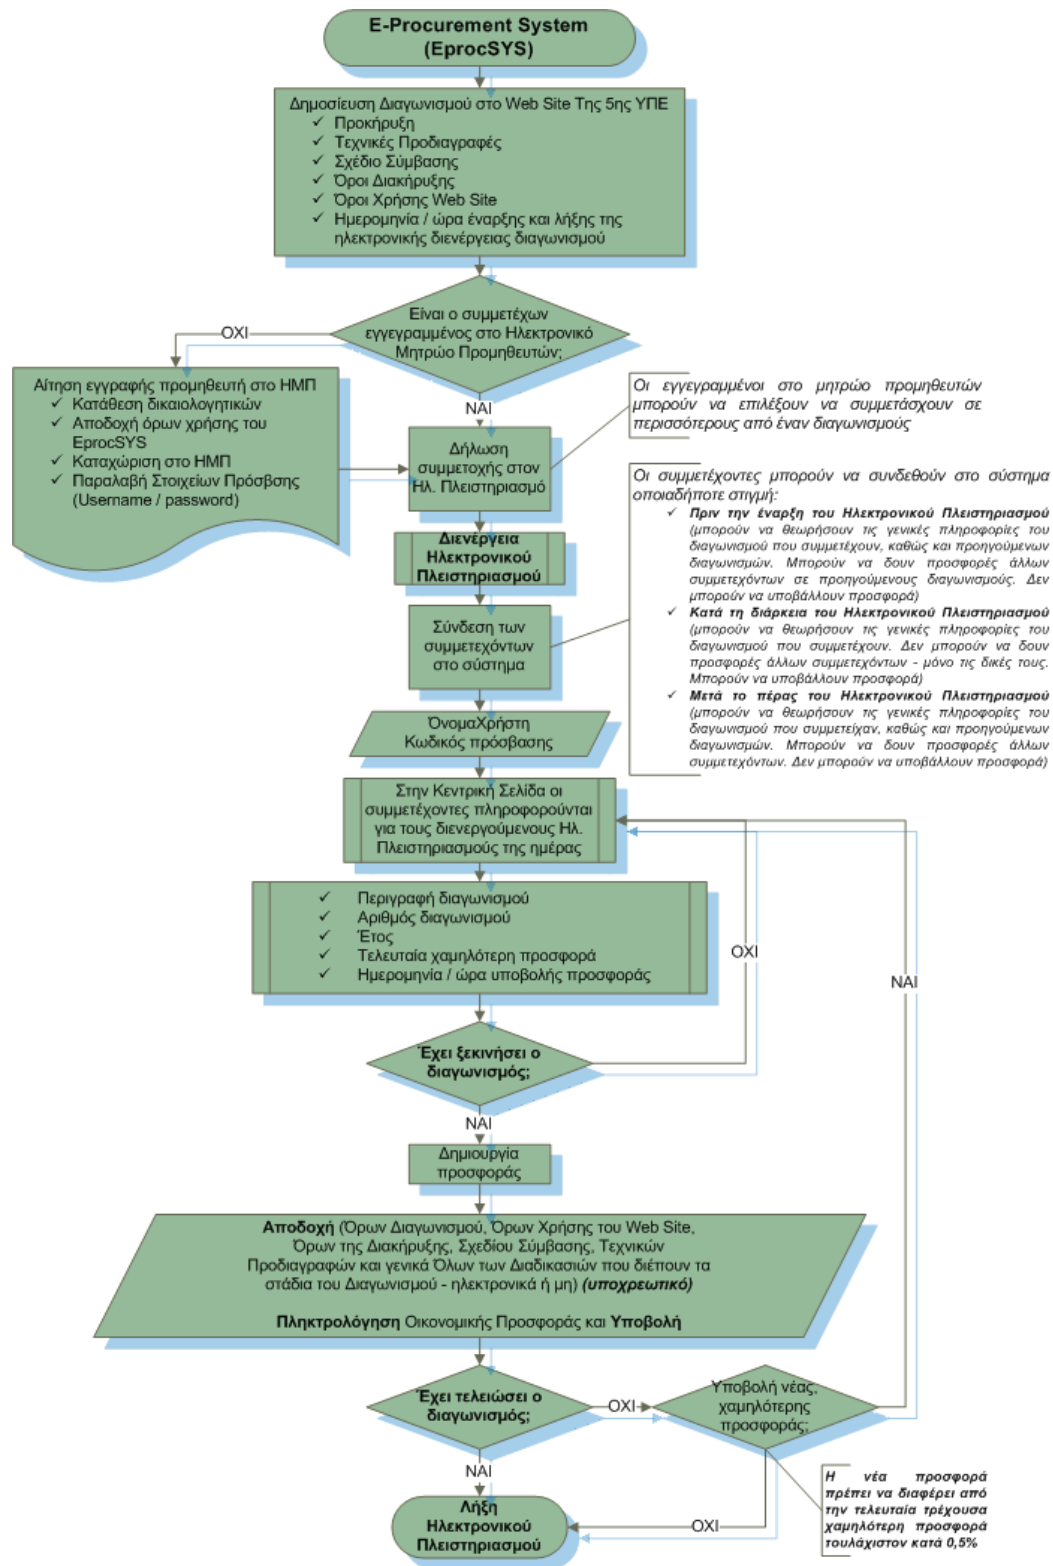 E-Procurement System
(EprocSYS)
Δημοσίευση Διαγωνισμού στο Web Site Της 5ης ΥΠΕ
✓ Προκήρυξη
✓ Τεχνικές Προδιαγραφές
✓ Σχέδιο Σύμβασης
✓ Όροι Διακήρυξης
✓ Όροι Χρήσης Web Site
✓ Ημερομηνία / ώρα έναρξης και λήξης της
ηλεκτρονικής διενέργειας διαγωνισμού
Είναι ο συμμετέχων
εγγεγραμμένος στο Ηλεκτρονικό
Μητρώο Προμηθευτών;
ΟΧΙ
ΝΑΙ
Αίτηση εγγραφής προμηθευτή στο ΗΜΠ
✓ Κατάθεση δικαιολογητικών
✓ Αποδοχή όρων χρήσης του
EprocSYS
✓ Καταχώριση στο ΗΜΠ
✓ Παραλαβή Στοιχείων Πρόσβσης
(Username / password)
Δήλωση
συμμετοχής στον
Ηλ. Πλειστηριασμό
Οι εγγεγραμμένοι στο μητρώο προμηθευτών
μπορούν να επιλέξουν να συμμετάσχουν σε
περισσότερους από έναν διαγωνισμούς
Διενέργεια
Ηλεκτρονικού
Πλειστηριασμού
Σύνδεση των
συμμετεχόντων
στο σύστημα
Οι συμμετέχοντες μπορούν να συνδεθούν στο σύστημα
οποιαδήποτε στιγμή:
✓ Πριν την έναρξη του Ηλεκτρονικού Πλειστηριασμού
(μπορούν να θεωρήσουν τις γενικές πληροφορίες του
διαγωνισμού που συμμετέχουν, καθώς και προηγούμενων
διαγωνισμών. Μπορούν να δουν προσφορές άλλων
συμμετεχόντων σε προηγούμενους διαγωνισμούς. Δεν
μπορούν να υποβάλλουν προσφορά)
✓ Κατά τη διάρκεια του Ηλεκτρονικού Πλειστηριασμού
(μπορούν να θεωρήσουν τις γενικές πληροφορίες του
διαγωνισμού που συμμετέχουν. Δεν μπορούν να δουν
προσφορές άλλων συμμετεχόντων - μόνο τις δικές τους.
Μπορούν να υποβάλλουν προσφορά)
✓ Μετά το πέρας του Ηλεκτρονικού Πλειστηριασμού
(μπορούν να θεωρήσουν τις γενικές πληροφορίες του
διαγωνισμού που συμμετείχαν, καθώς και προηγούμενων
διαγωνισμών. Μπορούν να δουν προσφορές άλλων
συμμετεχόντων. Δεν μπορούν να υποβάλλουν προσφορά)
ΌνομαΧρήστη
Κωδικός πρόσβασης
Στην Κεντρική Σελίδα οι
συμμετέχοντες πληροφορούνται
για τους διενεργούμενους Ηλ.
Πλειστηριασμούς της ημέρας
✓ Περιγραφή διαγωνισμού
✓ Αριθμός διαγωνισμού
✓ Έτος
✓ Τελευταία χαμηλότερη προσφορά
✓ Ημερομηνία / ώρα υποβολής προσφοράς
ΟΧΙ
ΝΑΙ
Έχει ξεκινήσει ο
διαγωνισμός;
ΝΑΙ
Δημιουργία
προσφοράς
Αποδοχή (Όρων Διαγωνισμού, Όρων Χρήσης του Web Site,
Όρων της Διακήρυξης, Σχεδίου Σύμβασης, Τεχνικών
Προδιαγραφών και γενικά Όλων των Διαδικασιών που διέπουν τα
στάδια του Διαγωνισμού - ηλεκτρονικά ή μη) (υποχρεωτικό)
Πληκτρολόγηση Οικονομικής Προσφοράς και Υποβολή
Έχει τελειώσει ο
διαγωνισμός;
ΟΧΙ
Υποβολή νέας,
χαμηλότερης
προσφοράς;
ΝΑΙ
Λήξη
Ηλεκτρονικού
Πλειστηριασμού
ΟΧΙ
Η νέα προσφορά
πρέπει να διαφέρει από
την τελευταία τρέχουσα
χαμηλότερη προσφορά
τουλάχιστον κατά 0,5%